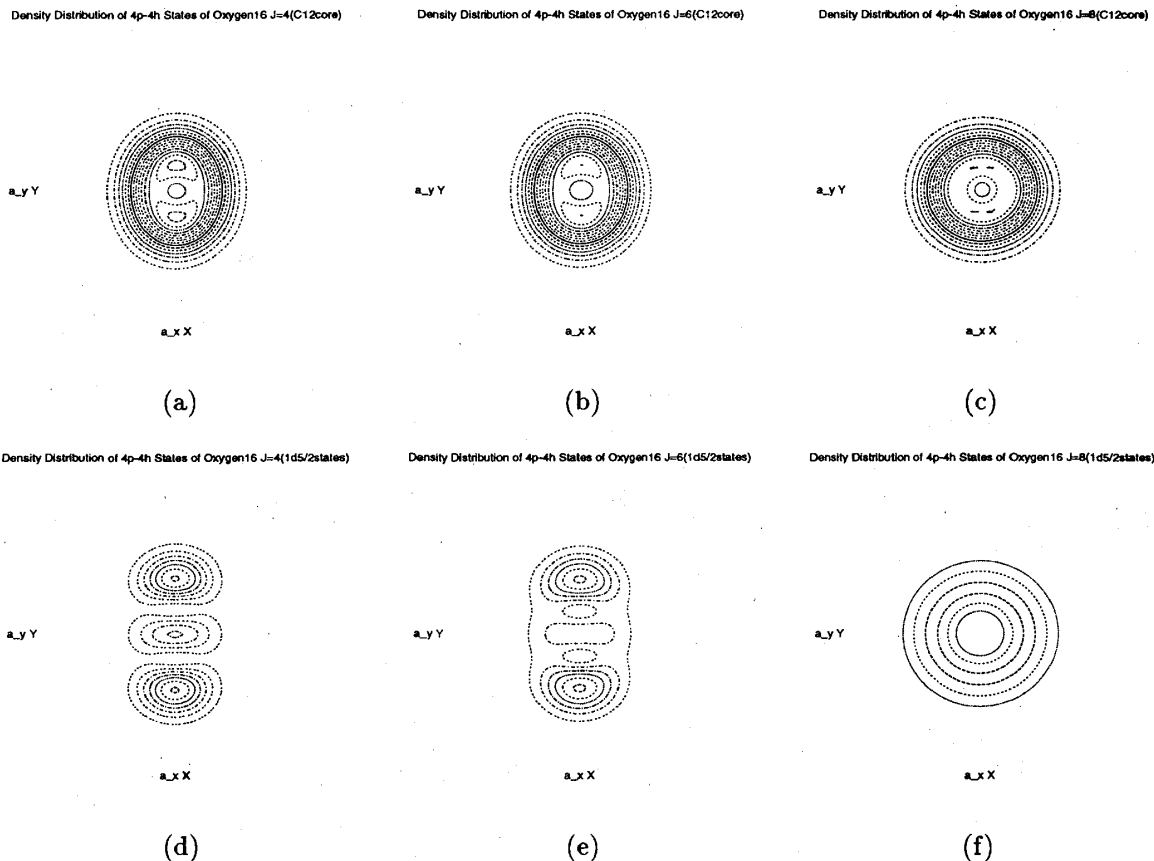 Density Distribution of 4p-4h States of Oxygen16 J=4(C12core)
Density Distribution of 4p-4h States of Oxygen16 J=6(C12core)
Density Distribution of 4p-4h States of Oxygen16 J=8(C12core)
a_y Y
a_y Y
a_y Y
a_x X
a_x X
a_x X
(a)
(b)
(c)
Density Distribution of 4p-4h States of Oxygen16 J=4(1d5/2states)
Density Distribution of 4p-4h States of Oxygen16 J=6(1d5/2states)
Density Distribution of 4p-4h States of Oxygen16 J=8(1d5/2states)
a_y Y
a_y Y
a_y Y
a_x X
a_x X
a_x X
(d)
(e)
(f)